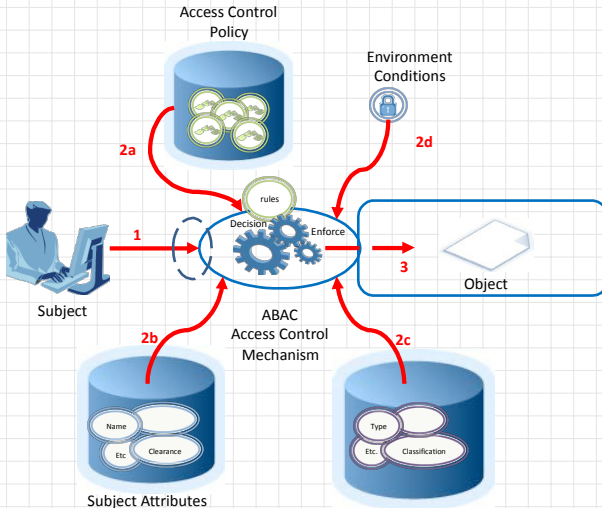 Access Control
Policy
Environment
Conditions
2a
2d
rules
Decision
Enforce
1
3
Subject
Object
ABAC
Access Control
Mechanism
2b
2c
Name
Etc
Clearance
Type
Etc.
Classification
Subject Attributes